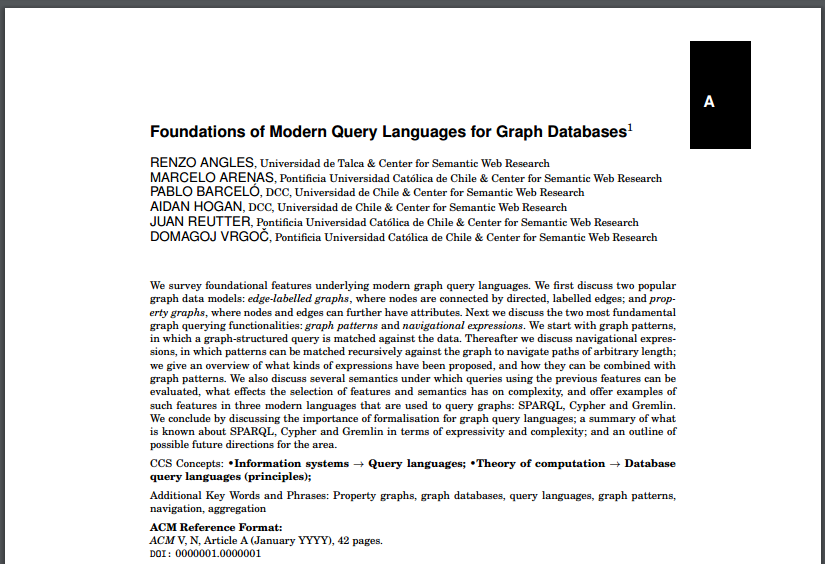 A
Foundations of Modern Query Languages for Graph Databases¹
RENZO ANGLES, Universidad de Talca & Center for Semantic Web Research
MARCELO ARENAS, Pontificia Universidad Católica de Chile & Center for Semantic Web Research
PABLO BARCELÓ, DCC, Universidad de Chile & Center for Semantic Web Research
AIDAN HOGAN, DCC, Universidad de Chile & Center for Semantic Web Research
JUAN REUTTER, Pontificia Universidad Católica de Chile & Center for Semantic Web Research
DOMAGOJ VRGOČ, Pontificia Universidad Católica de Chile & Center for Semantic Web Research
We survey foundational features underlying modern graph query languages. We first discuss two popular
graph data models: edge-labelled graphs, where nodes are connected by directed, labelled edges; and prop-
erty graphs, where nodes and edges can further have attributes. Next we discuss the two most fundamental
graph querying functionalities: graph patterns and navigational expressions. We start with graph patterns,
in which a graph-structured query is matched against the data. Thereafter we discuss navigational expres-
sions, in which patterns can be matched recursively against the graph to navigate paths of arbitrary length;
we give an overview of what kinds of expressions have been proposed, and how they can be combined with
graph patterns. We also discuss several semantics under which queries using the previous features can be
evaluated, what effects the selection of features and semantics has on complexity, and offer examples of
such features in three modern languages that are used to query graphs: SPARQL, Cypher and Gremlin.
We conclude by discussing the importance of formalisation for graph query languages; a summary of what
is known about SPARQL, Cypher and Gremlin in terms of expressivity and complexity; and an outline of
possible future directions for the area.
CCS Concepts: •Information systems → Query languages; •Theory of computation → Database
query languages (principles);
Additional Key Words and Phrases: Property graphs, graph databases, query languages, graph patterns,
navigation, aggregation
ACM Reference Format:
ACM V, N, Article A (January YYYY), 42 pages.
DOI: 0000001.0000001